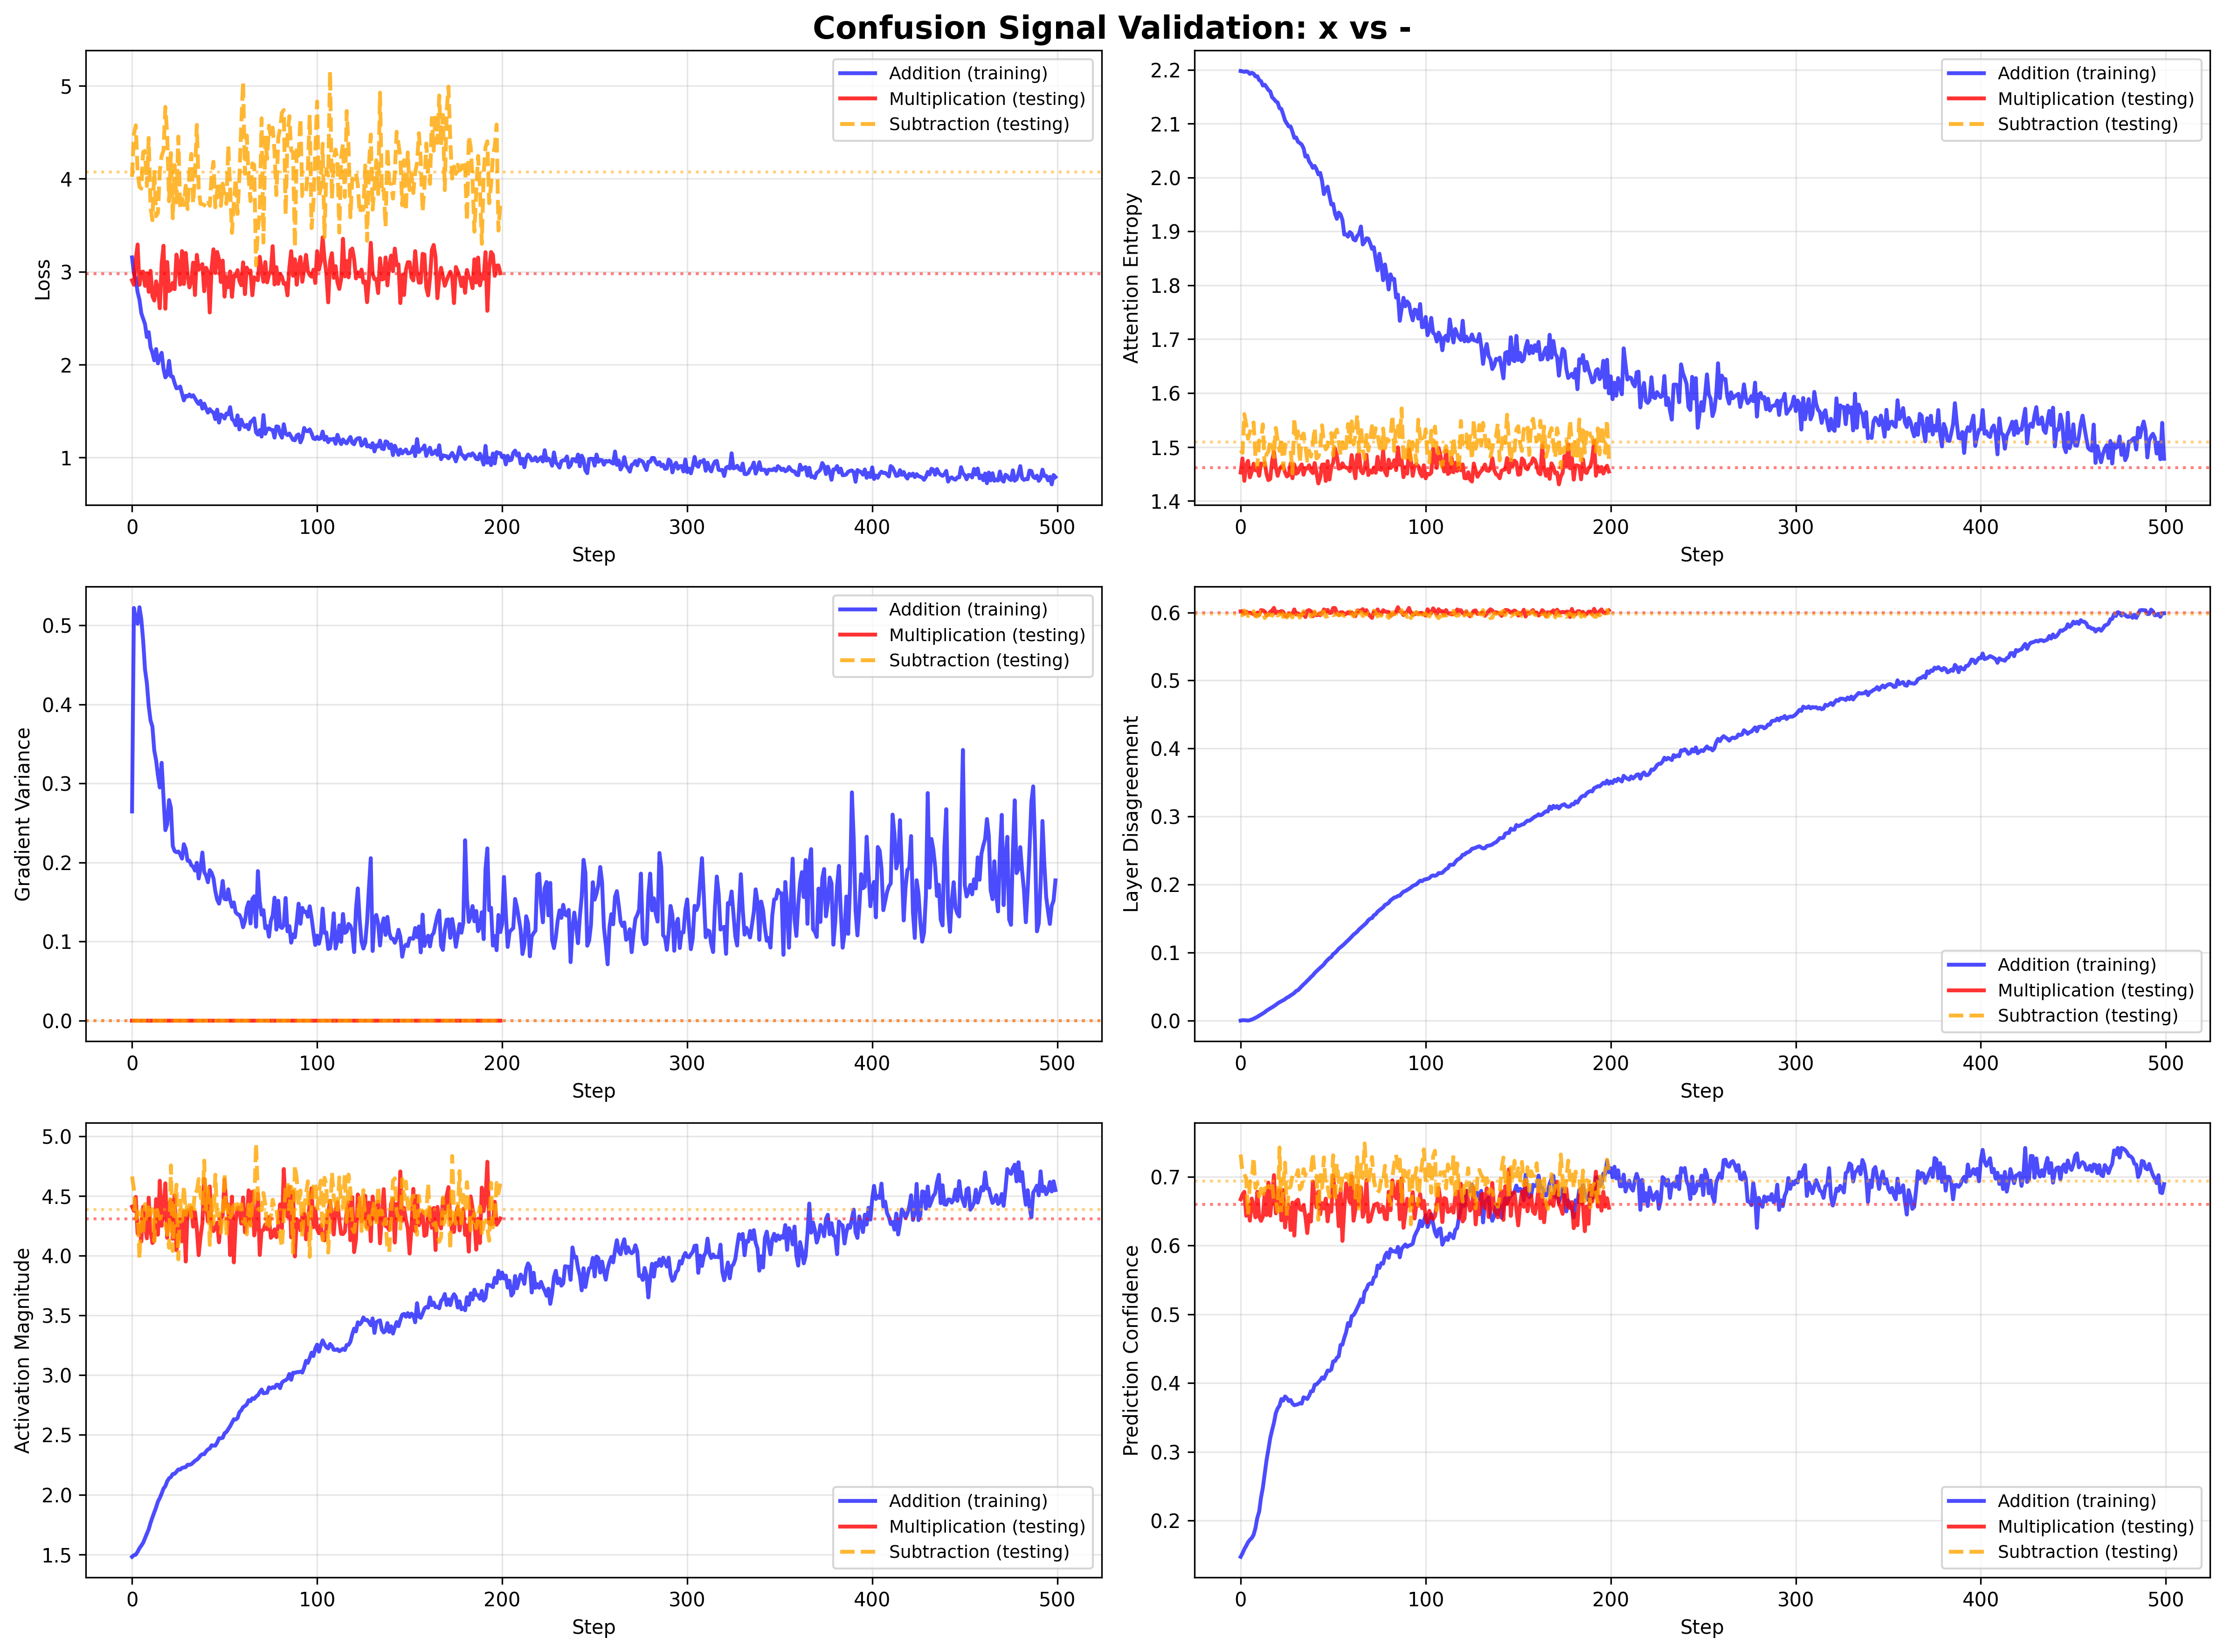 Confusion Signal Validation: x vs -
Loss
5
4
3
2
1
0
100
200
300
400
500
Step
Addition (training)
Multiplication (testing)
Subtraction (testing)
Attention Entropy
2.2
2.1
2.0
1.9
1.8
1.7
1.6
1.5
1.4
0
100
200
300
400
500
Step
Addition (training)
Multiplication (testing)
Subtraction (testing)
Gradient Variance
0.5
0.4
0.3
0.2
0.1
0.0
0
100
200
300
400
500
Step
Addition (training)
Multiplication (testing)
Subtraction (testing)
Layer Disagreement
0.6
0.5
0.4
0.3
0.2
0.1
0.0
0
100
200
300
400
500
Step
Addition (training)
Multiplication (testing)
Subtraction (testing)
Activation Magnitude
5.0
4.5
4.0
3.5
3.0
2.5
2.0
1.5
0
100
200
300
400
500
Step
Addition (training)
Multiplication (testing)
Subtraction (testing)
Prediction Confidence
0.7
0.6
0.5
0.4
0.3
0.2
0
100
200
300
400
500
Step
Addition (training)
Multiplication (testing)
Subtraction (testing)